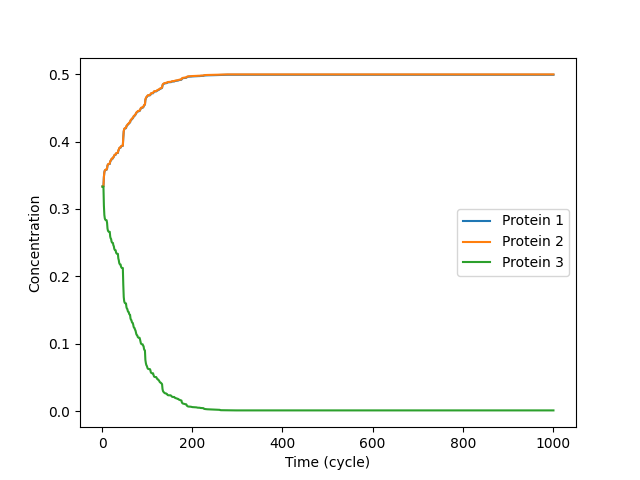 0.5
0.4
0.3
0.2
0.1
0.0
Concentration
Protein 1
Protein 2
Protein 3
0 200 400 600 800 1000
Time (cycle)